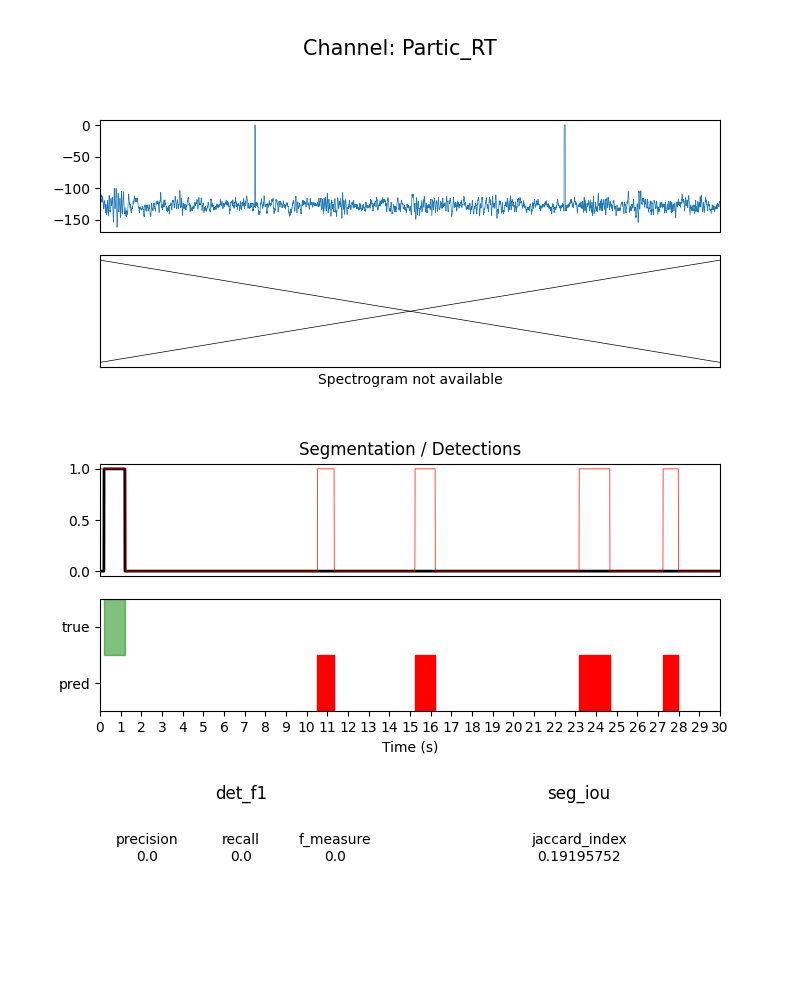 Channel: Partic_RT
0
−50
−100
−150
Spectrogram not available
Segmentation / Detections
1.0
0.5
0.0
true
pred
0 1 2 3 4 5 6 7 8 9 10 11 12 13 14 15 16 17 18 19 20 21 22 23 24 25 26 27 28 29 30
Time (s)
det_f1 seg_iou
precision recall f_measure jaccard_index
0.0 0.0 0.0 0.19195752